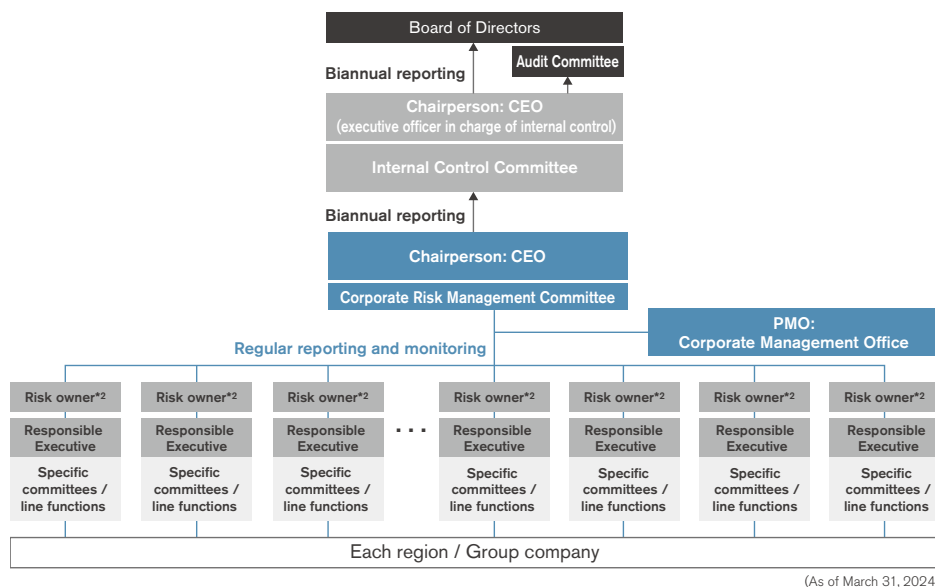 Board of Directors
Audit Committee
Biannual reporting
Chairperson: CEO
(executive officer in charge of internal control)
Internal Control Committee
Biannual reporting
Chairperson: CEO
Corporate Risk Management Committee
PMO:
Corporate Management Office
Regular reporting and monitoring
Risk owner*2
Responsible
Executive
Specific
committees /
line functions
Risk owner*2
Responsible
Executive
Specific
committees /
line functions
Risk owner*2
Responsible
Executive
Specific
committees /
line functions
...
Risk owner*2
Responsible
Executive
Specific
committees /
line functions
Risk owner*2
Responsible
Executive
Specific
committees /
line functions
Risk owner*2
Responsible
Executive
Specific
committees /
line functions
Risk owner*2
Responsible
Executive
Specific
committees /
line functions
Each region / Group company
(As of March 31, 2024